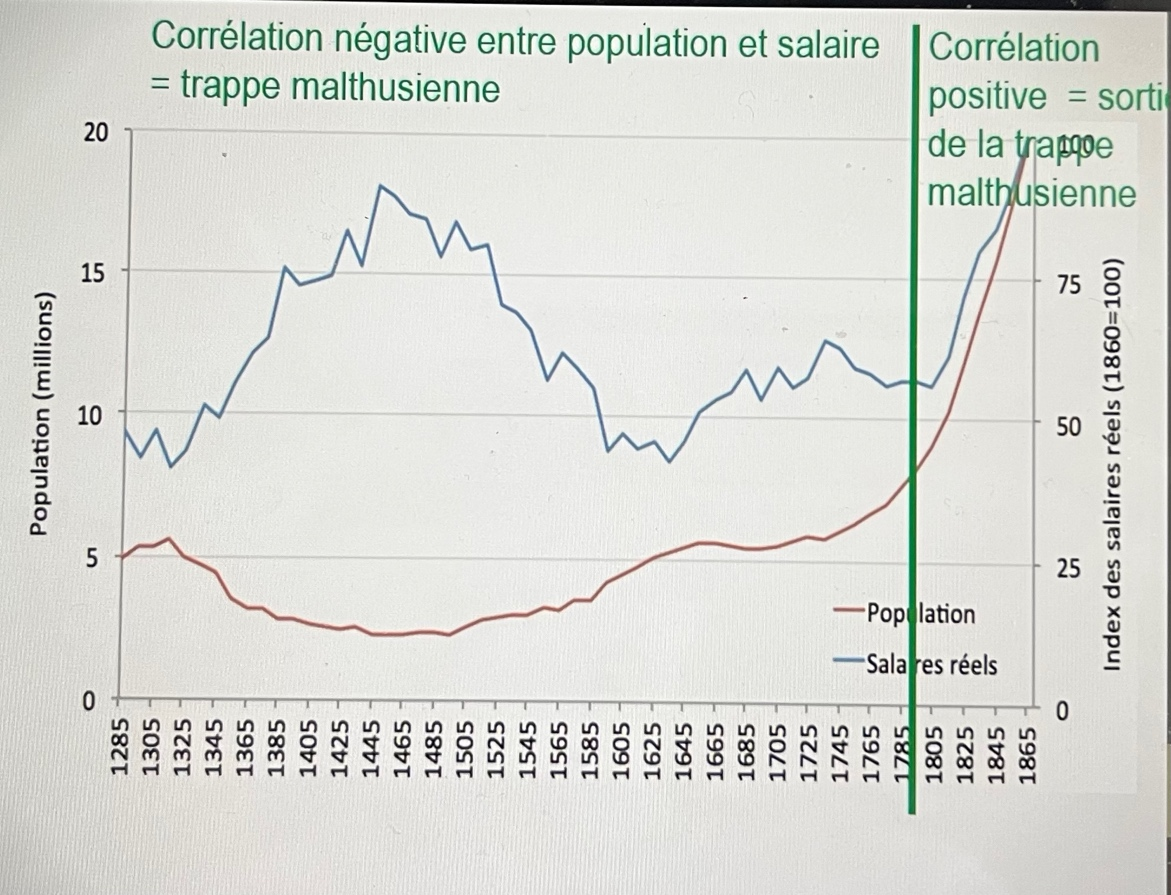 Corrélation négative entre population et salaire
= trappe malthusienne
Corrélation
positive = sorti
de la trappe
malthusienne
20
15
10
5
0
Population (millions)
100
75
50
25
0
Index des salaires réels (1860=100)
Population
Salaires réels
1285 1305 1325 1345 1365 1385 1405 1425 1445 1465 1485 1505 1525 1545 1565 1585 1605 1625 1645 1665 1685 1705 1725 1745 1765 1785 1805 1825 1845 1865